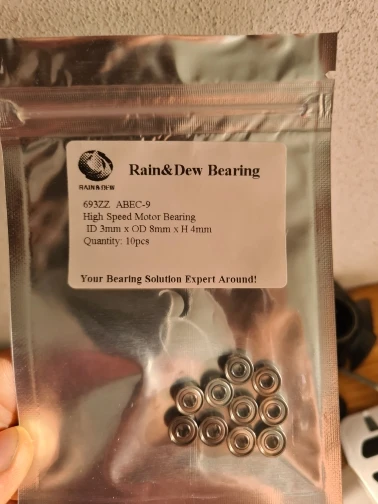 RAIN&DEW
Rain&Dew Bearing
693ZZ ABEC-9
High Speed Motor Bearing
ID 3mm x OD 8mm x H 4mm
Quantity: 10pcs
Your Bearing Solution Expert Around!